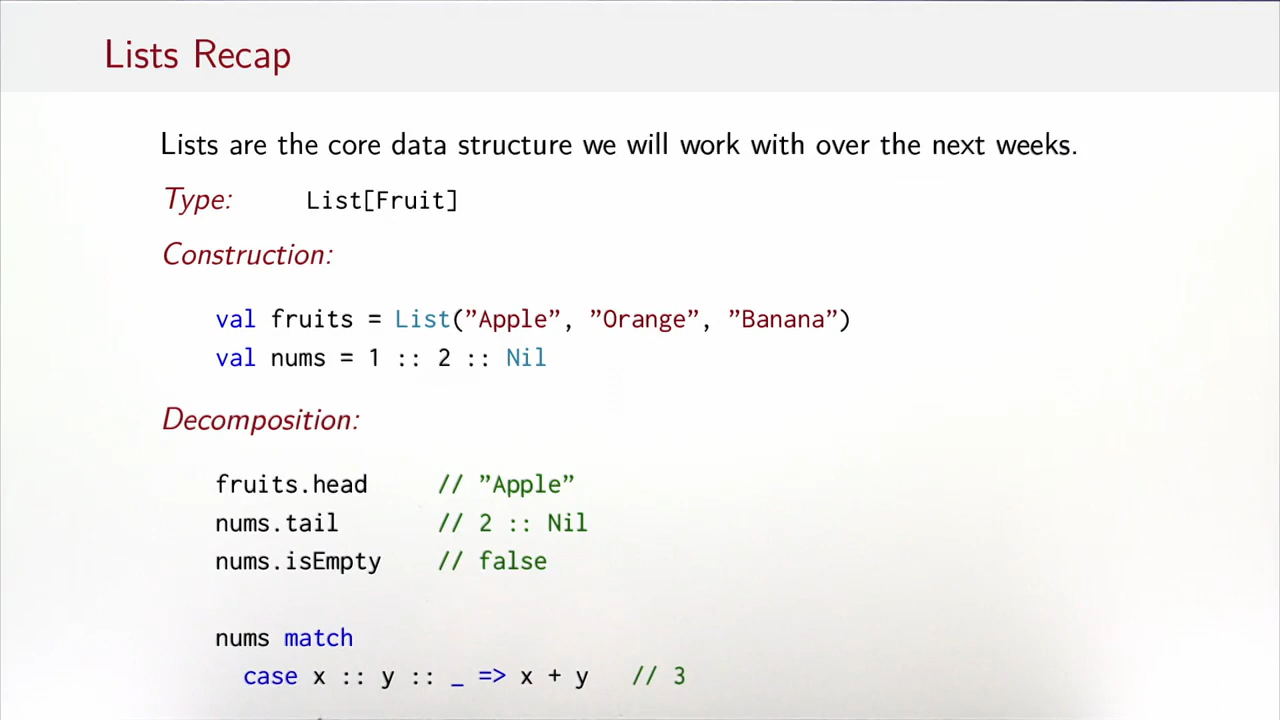 Lists Recap
Lists are the core data structure we will work with over the next weeks.
Type: List[Fruit]
Construction:
val fruits = List(”Apple”, ”Orange”, ”Banana”)
val nums = 1 :: 2 :: Nil
Decomposition:
fruits.head // ”Apple”
nums.tail // 2 :: Nil
nums.isEmpty // false
nums match
case x :: y :: _ => x + y // 3